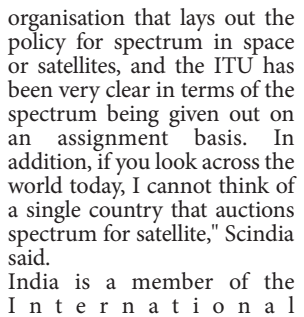 organisation that lays out the
policy for spectrum in space
or satellites, and the ITU has
been very clear in terms of the
spectrum being given out on
an assignment basis. In
addition, if you look across the
world today, I cannot think of
a single country that auctions
spectrum for satellite," Scindia
said.
India is a member of the
International